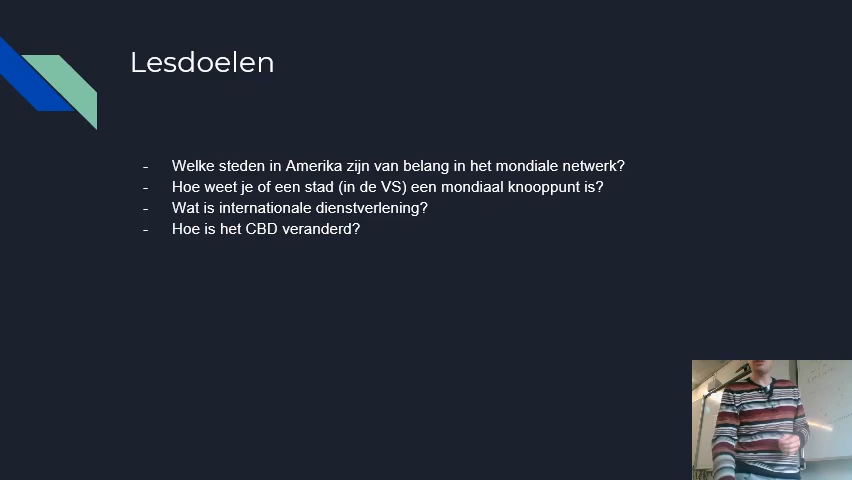 Lesdoelen
- Welke steden in Amerika zijn van belang in het mondiale netwerk?
- Hoe weet je of een stad (in de VS) een mondiaal knooppunt is?
- Wat is internationale dienstverlening?
- Hoe is het CBD veranderd?